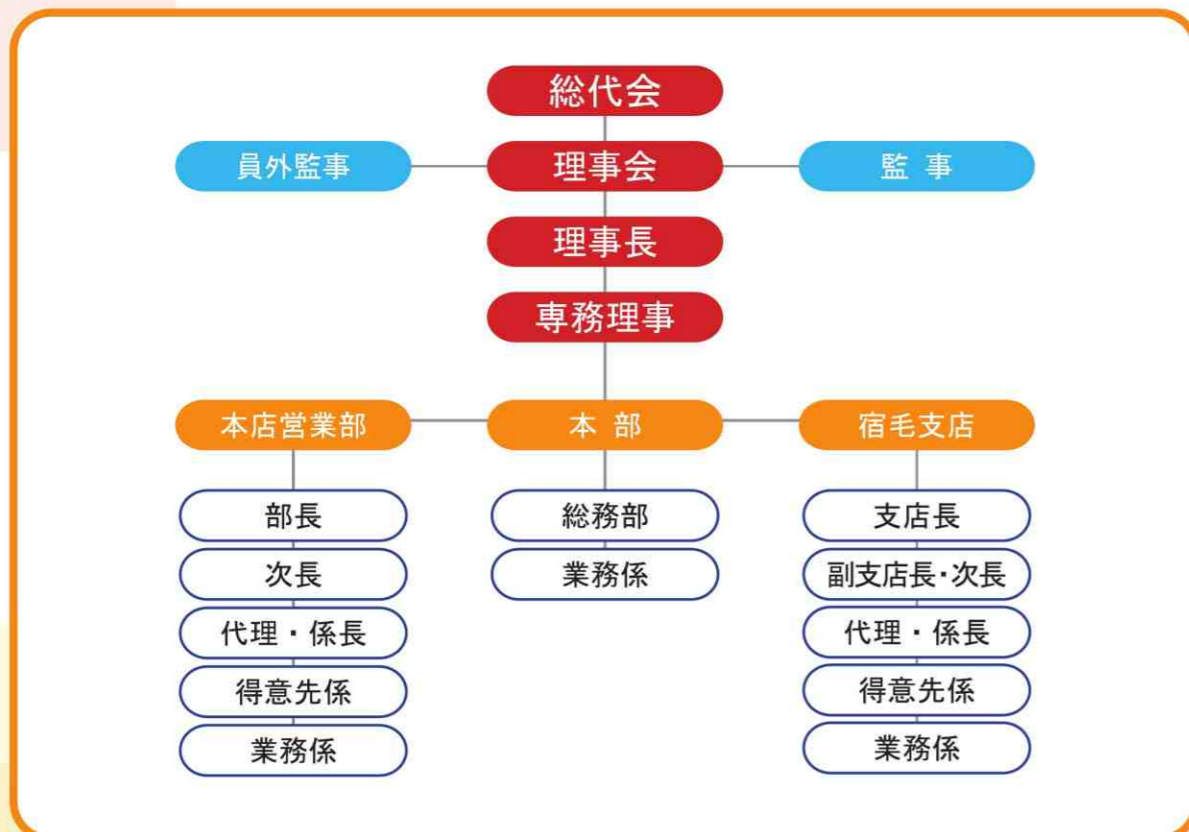 総代会
員外監事
理事会
監 事
理事長
専務理事
本店営業部
本 部
宿毛支店
部長
次長
代理・係長
得意先係
業務係
総務部
業務係
支店長
副支店長・次長
代理・係長
得意先係
業務係